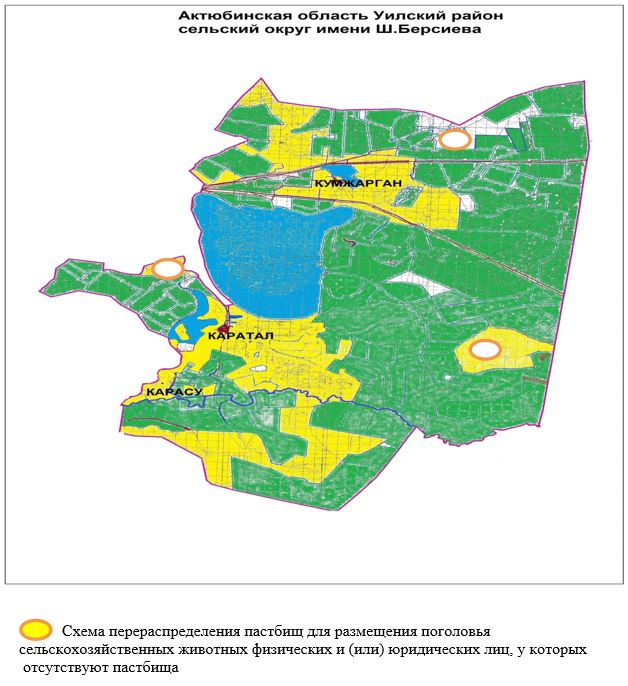 Актюбинская область Уилский район
сельский округ имени Ш.Берсиева
КУМЖАРГАН
КАРАТАЛ
КАРАСУ
Схема перераспределения пастбищ для размещения поголовья
сельскохозяйственных животных физических и (или) юридических лиц, у которых
отсутствуют пастбища